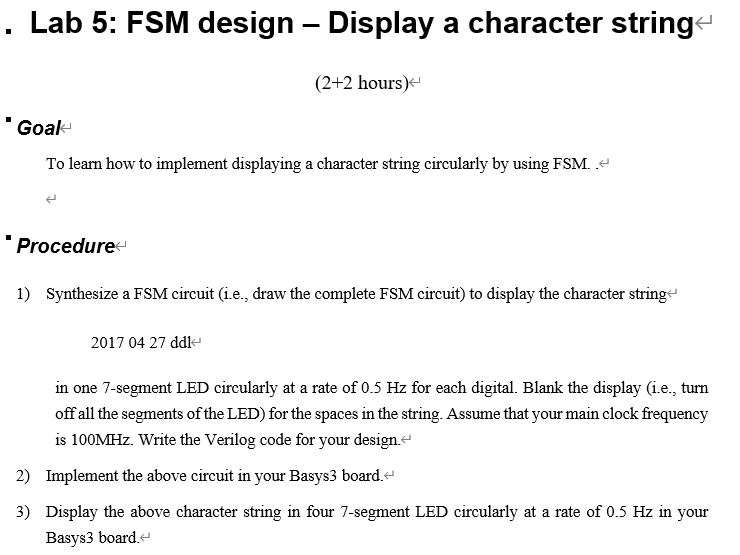 . Lab 5: FSM design – Display a character string↵
(2+2 hours)↵
Goal↵
To learn how to implement displaying a character string circularly by using FSM. .↵
↵
Procedure↵
1) Synthesize a FSM circuit (i.e., draw the complete FSM circuit) to display the character string↵
2017 04 27 ddl↵
in one 7-segment LED circularly at a rate of 0.5 Hz for each digital. Blank the display (i.e., turn
off all the segments of the LED) for the spaces in the string. Assume that your main clock frequency
is 100MHz. Write the Verilog code for your design.↵
2) Implement the above circuit in your Basys3 board.↵
3) Display the above character string in four 7-segment LED circularly at a rate of 0.5 Hz in your
Basys3 board.↵